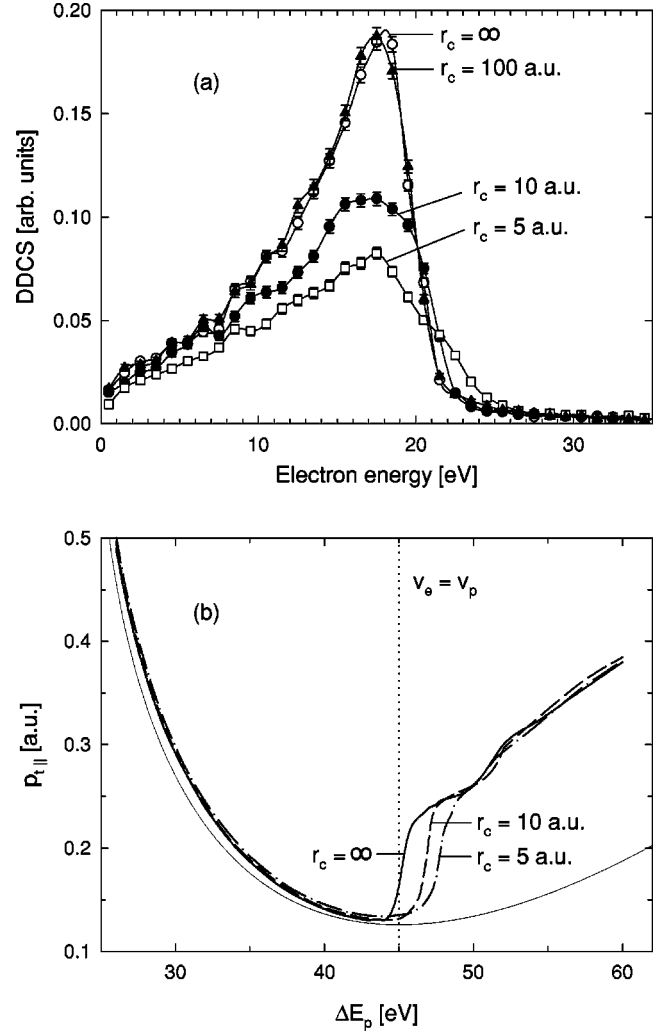 0.20
0.15
0.10
0.05
0.00
DDCS [arb. units]
(a)
r_c = ∞
r_c = 100 a.u.
r_c = 10 a.u.
r_c = 5 a.u.
0 10 20 30
Electron energy [eV]
0.5
0.4
0.3
0.2
0.1
p_t|| [a.u.]
(b)
v_e = v_p
r_c = ∞
r_c = 10 a.u.
r_c = 5 a.u.
30 40 50 60
ΔE_p [eV]